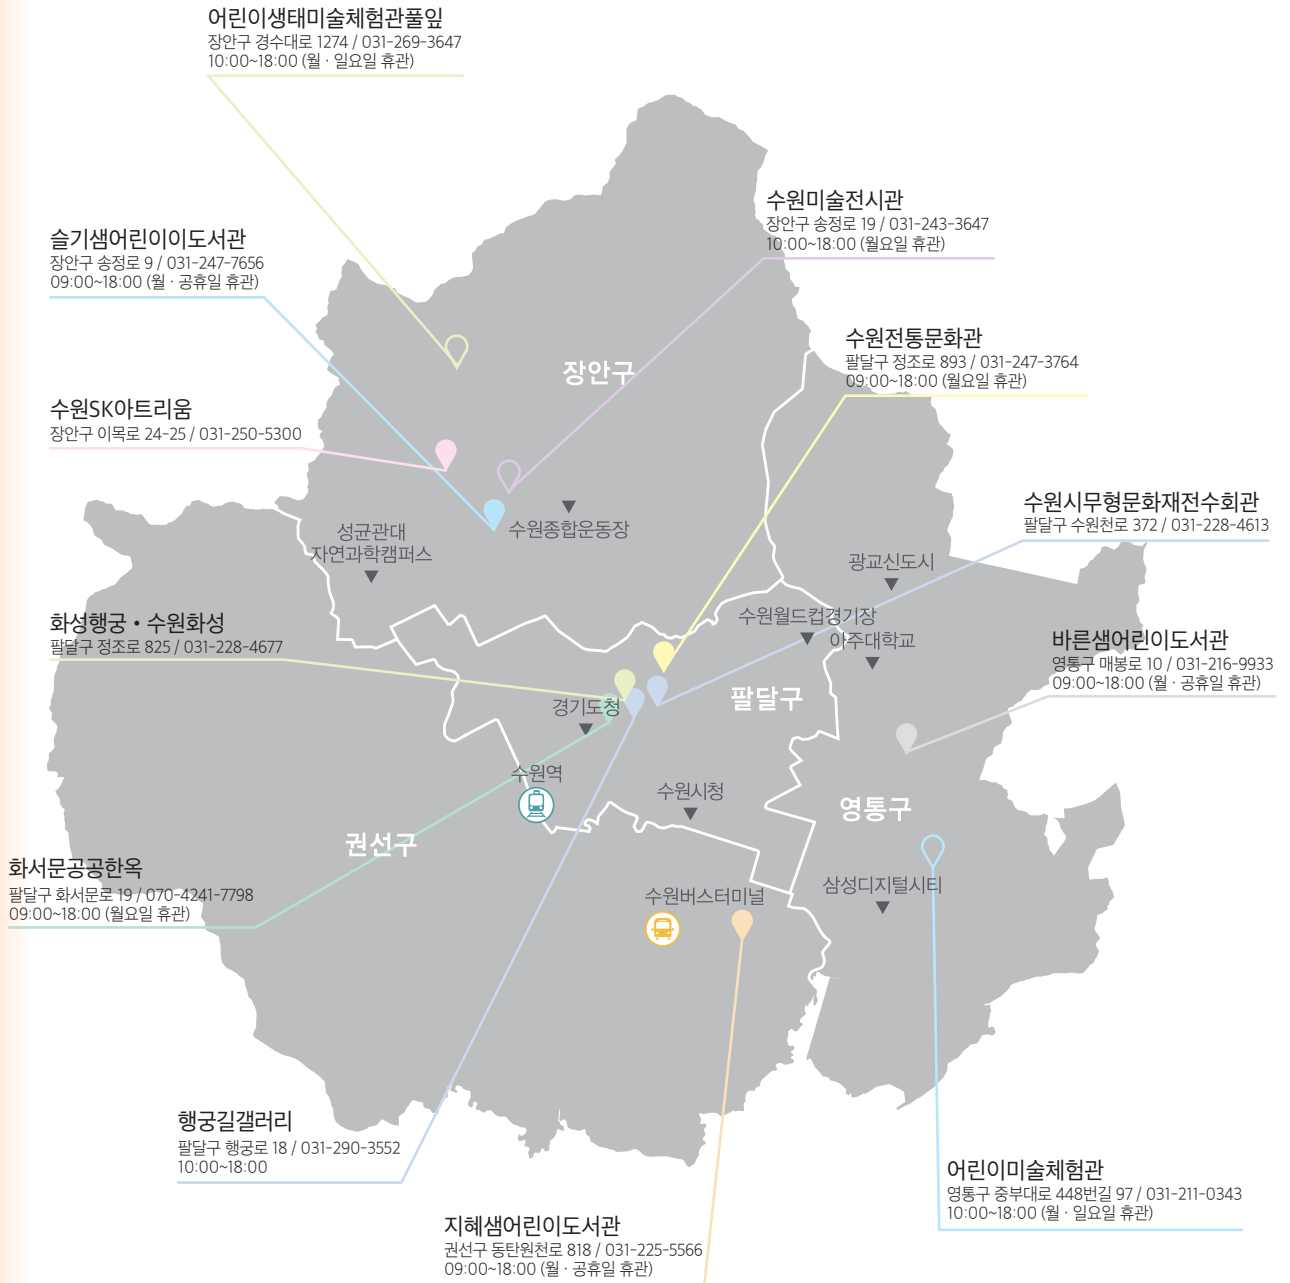 어린이생태미술체험관풀잎
장안구 경수대로 1274 / 031-269-3647
10:00~18:00 (월 · 일요일 휴관)
수원미술전시관
장안구 송정로 19 / 031-243-3647
10:00~18:00 (월요일 휴관)
슬기샘어린이이도서관
장안구 송정로 9 / 031-247-7656
09:00~18:00 (월 · 공휴일 휴관)
수원전통문화관
팔달구 정조로 893 / 031-247-3764
09:00~18:00 (월요일 휴관)
장안구
수원SK아트리움
장안구 이목로 24-25 / 031-250-5300
수원시무형문화재전수회관
팔달구 수원천로 372 / 031-228-4613
성균관대
자연과학캠퍼스
수원종합운동장
광교신도시
수원월드컵경기장
아주대학교
화성행궁 • 수원화성
팔달구 정조로 825 / 031-228-4677
바른샘어린이도서관
영통구 매봉로 10 / 031-216-9933
09:00~18:00 (월 · 공휴일 휴관)
경기도청
팔달구
수원역
수원시청
영통구
권선구
화서문공공한옥
팔달구 화서문로 19 / 070-4241-7798
09:00~18:00 (월요일 휴관)
수원버스터미널
삼성디지털시티
행궁길갤러리
팔달구 행궁로 18 / 031-290-3552
10:00~18:00
어린이미술체험관
영통구 중부대로 448번길 97 / 031-211-0343
10:00~18:00 (월 · 일요일 휴관)
지혜샘어린이도서관
권선구 동탄원천로 818 / 031-225-5566
09:00~18:00 (월 · 공휴일 휴관)